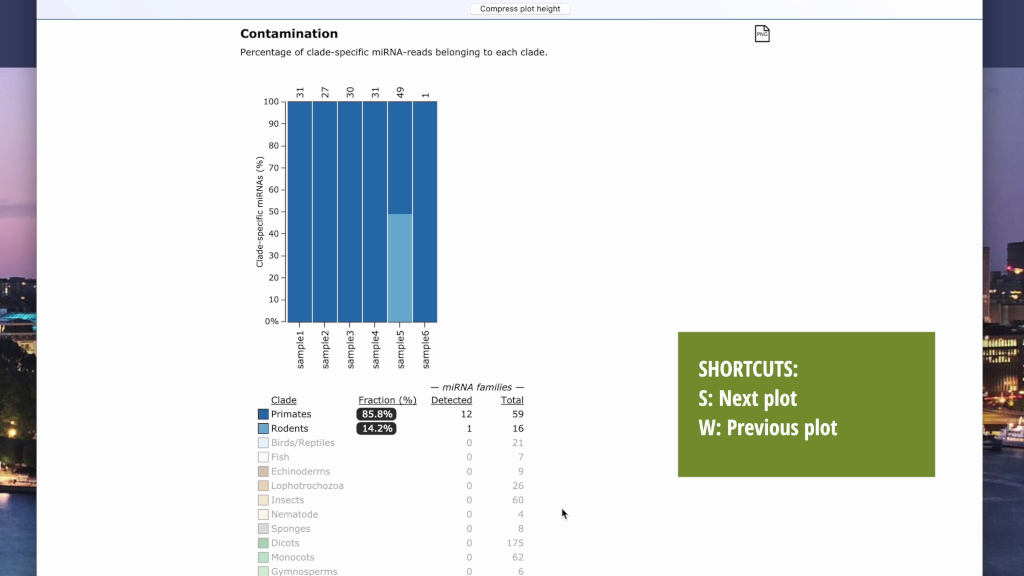 Compress plot height
Contamination
PNG
Percentage of clade-specific miRNA-reads belonging to each clade.
31 27 30 31 49 1
Clade-specific miRNAs (%)
100
90
80
70
60
50
40
30
20
10
0%
sample1 sample2 sample3 sample4 sample5 sample6
— miRNA families —
Clade Fraction (%) Detected Total
Primates 85.8% 12 59
Rodents 14.2% 1 16
Birds/Reptiles 0 21
Fish 0 7
Echinoderms 0 9
Lophotrochozoa 0 26
Insects 0 60
Nematode 0 4
Sponges 0 8
Dicots 0 175
Monocots 0 62
Gymnosperms 0 6
SHORTCUTS:
S: Next plot
W: Previous plot